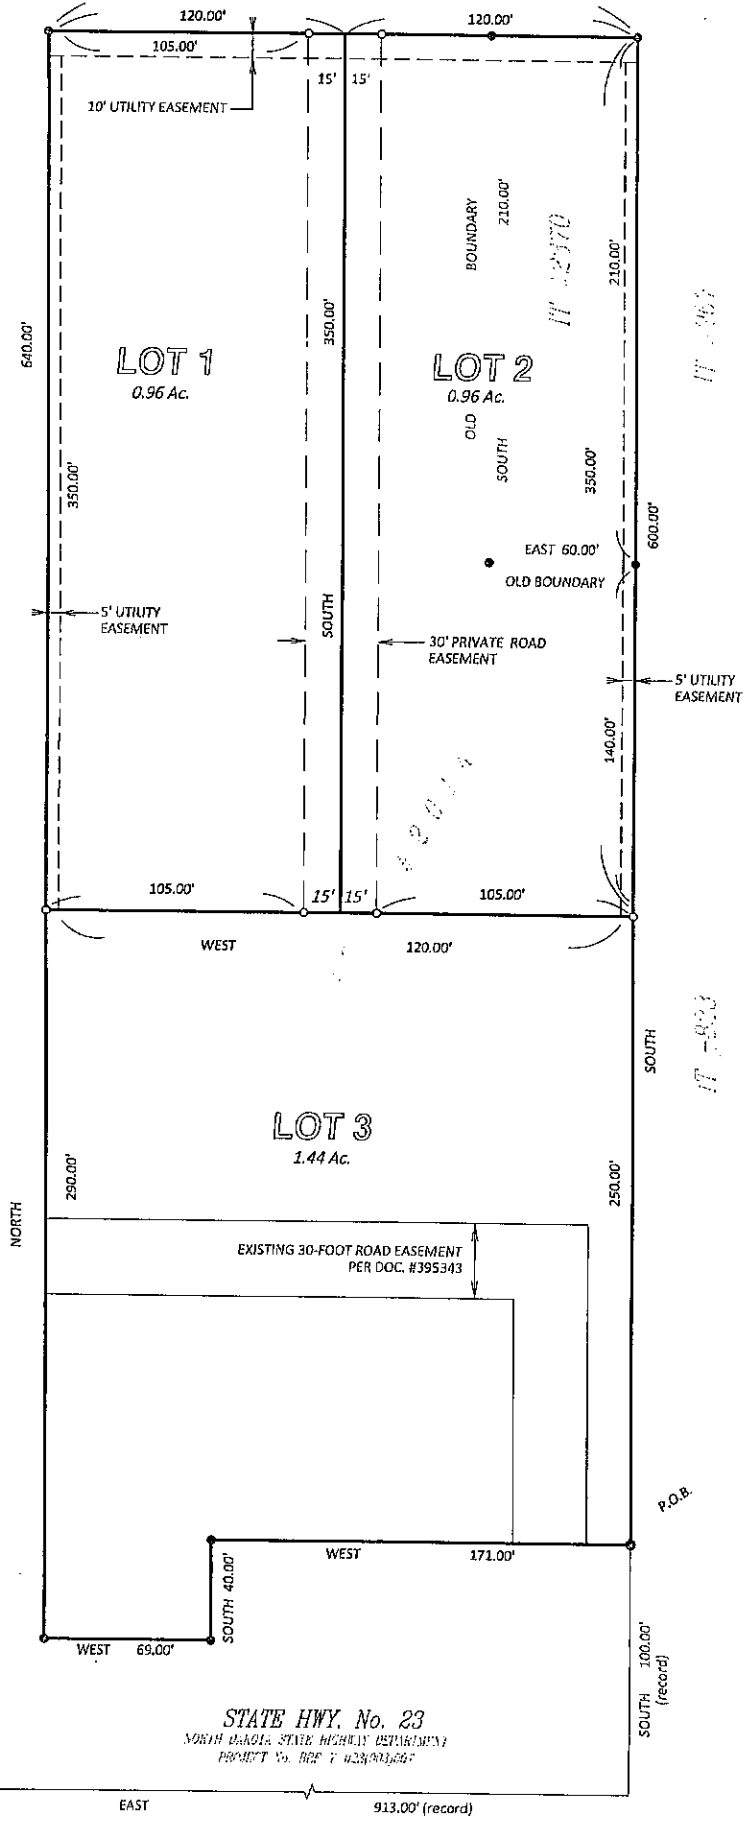 120.00'
120.00'
105.00'
15' 15'
10' UTILITY EASEMENT
BOUNDARY
210.00'
210.00'
640.00'
350.00'
LOT 1
0.96 Ac.
LOT 2
0.96 Ac.
OLD
SOUTH
350.00'
350.00'
600.00'
EAST 60.00'
OLD BOUNDARY
5' UTILITY
EASEMENT
SOUTH
30' PRIVATE ROAD
EASEMENT
5' UTILITY
EASEMENT
140.00'
105.00'
15' 15'
105.00'
WEST
120.00'
SOUTH
LOT 3
1.44 Ac.
290.00'
250.00'
NORTH
EXISTING 30-FOOT ROAD EASEMENT
PER DOC. #395343
P.O.B.
WEST
171.00'
SOUTH 40.00'
WEST 69.00'
SOUTH 100.00'
(record)
STATE HWY. No. 23
NORTH DAKOTA STATE HIGHWAY DEPARTMENT
EAST
913.00' (record)